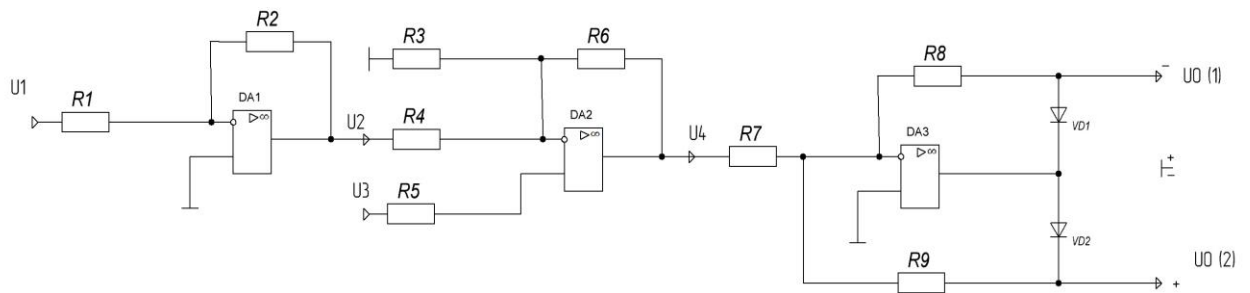 R2
R3
R6
R8
U1
R1
DA1
▷∞
U2
R4
DA2
▷∞
U4
R7
DA3
▷∞
- U0 (1)
VD1
+
-
U3
R5
VD2
R9
+ U0 (2)